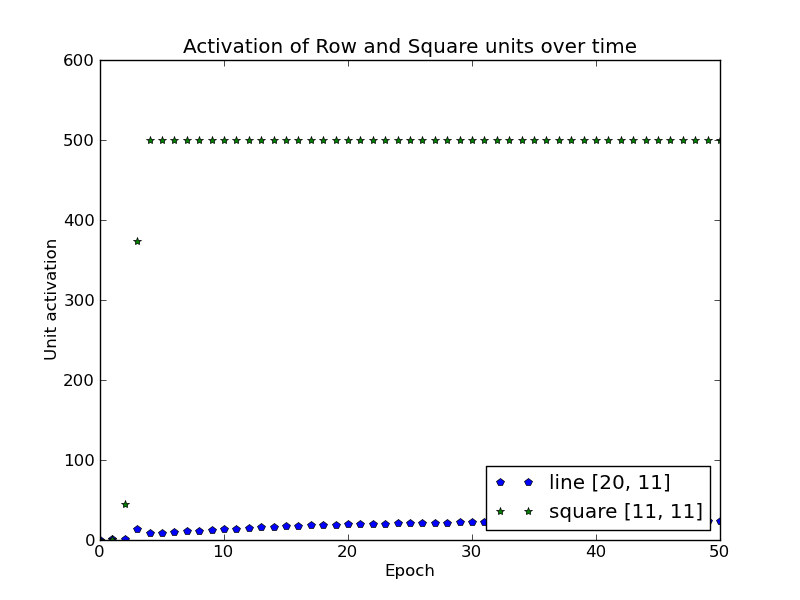 Activation of Row and Square units over time
600
500
400
300
200
100
0
Unit activation
line [20, 11]
square [11, 11]
0 10 20 30 40 50
Epoch